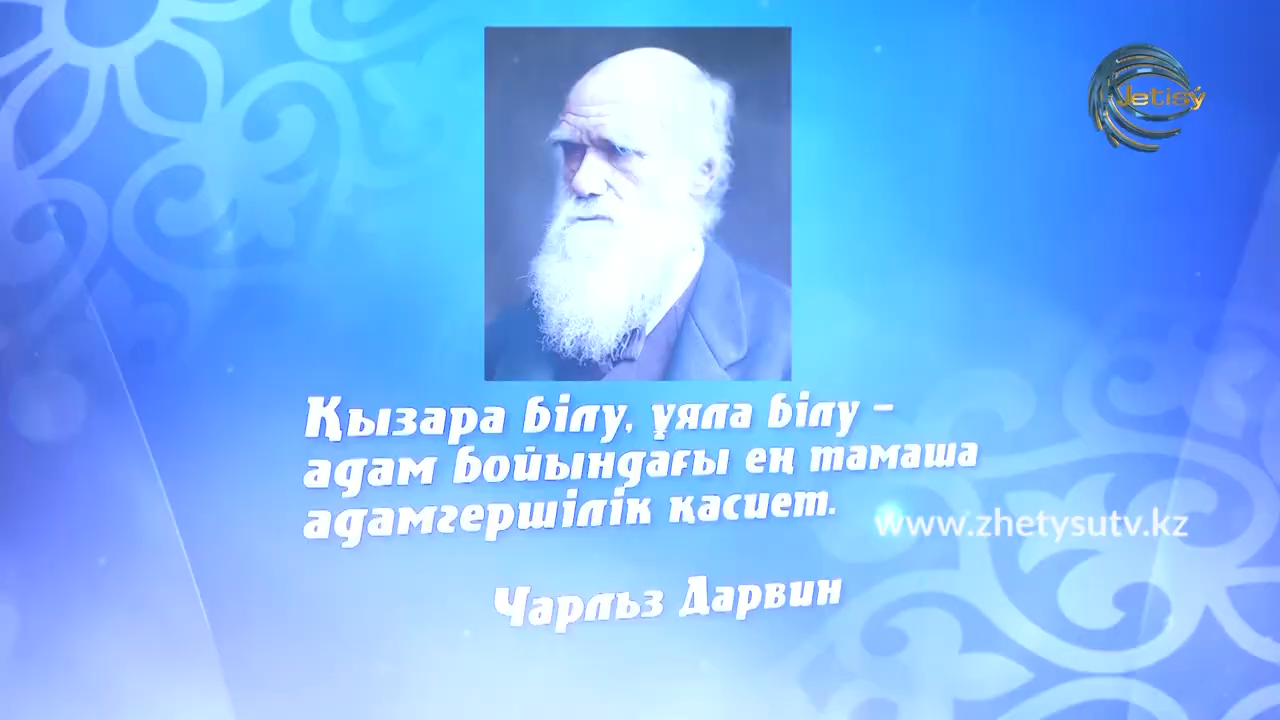 Jetisý
Қызара білу, ұяла білу –
адам бойындағы ең тамаша
адамгершілік қасиет.
www.zhetysutv.kz
Чарльз Дарвин